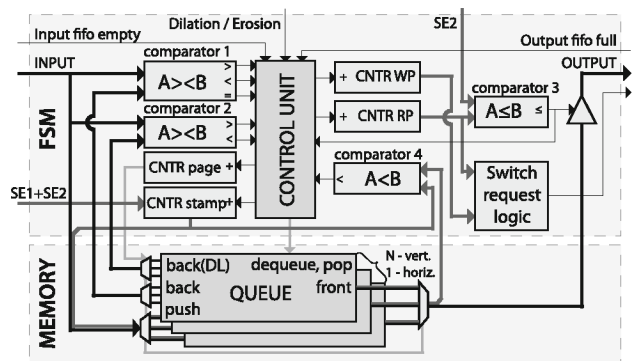 Dilation / Erosion
SE2
Input fifo empty
Output fifo full
INPUT
comparator 1
OUTPUT
A><B
>
<
=
+ CNTR WP
comparator 3
comparator 2
A><B
>
<
+ CNTR RP
A≤B ≤
FSM
CONTROL UNIT
comparator 4
CNTR page +
< A<B
Switch
request
logic
SE1+SE2
CNTR stamp+
MEMORY
N - vert.
1 - horiz.
back(DL) dequeue, pop
back QUEUE front
push